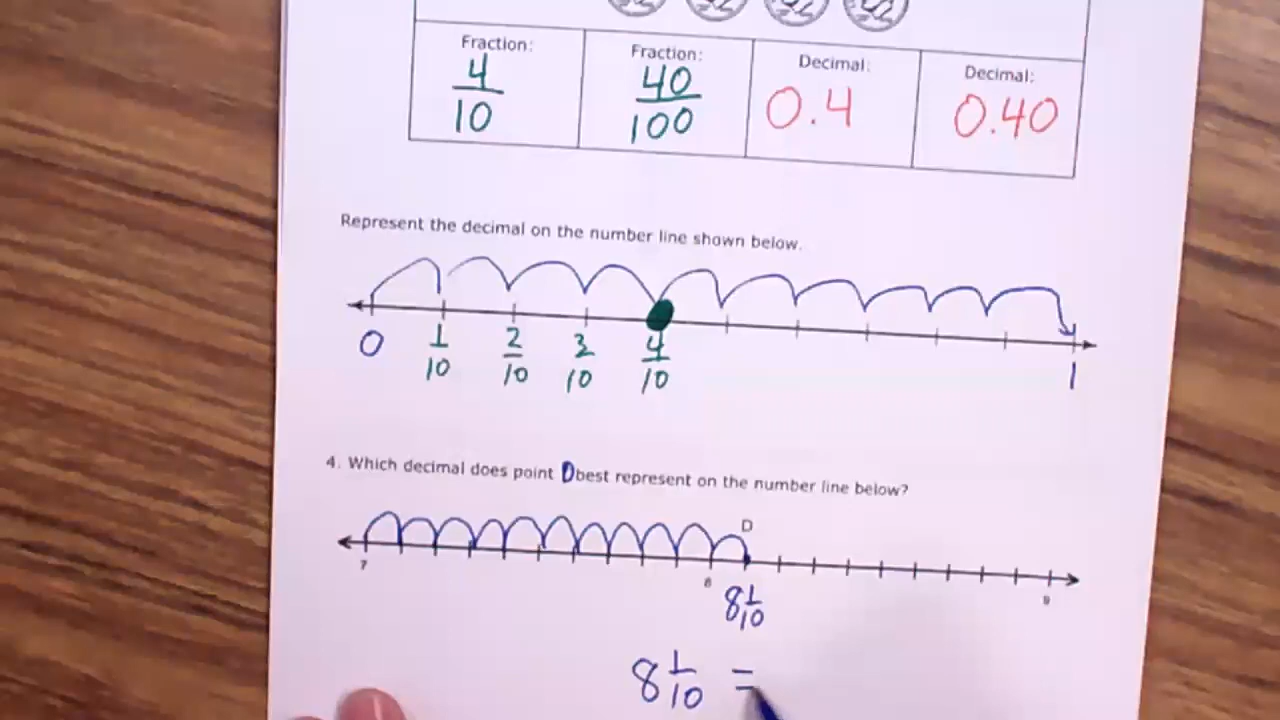 Fraction: Fraction: Decimal: Decimal:
4/10 40/100 0.4 0.40
Represent the decimal on the number line shown below.
0 1/10 2/10 3/10 4/10 1
4. Which decimal does point D best represent on the number line below?
D
7 8 9
8 1/10
8 1/10 =